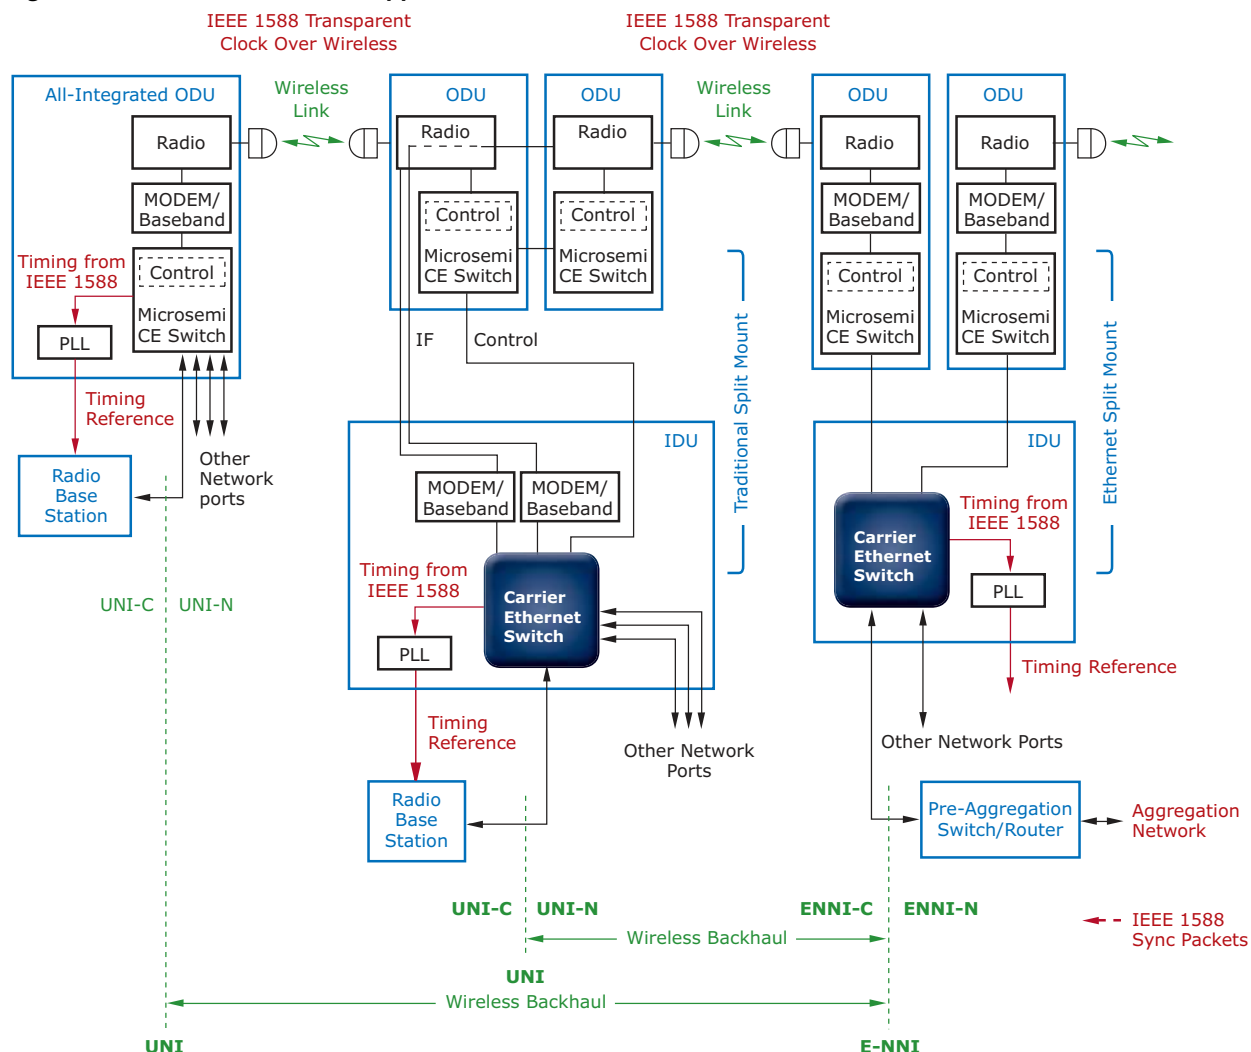 IEEE 1588 Transparent
Clock Over Wireless
IEEE 1588 Transparent
Clock Over Wireless
All-Integrated ODU
Wireless
Link
ODU
ODU
Wireless
Link
ODU
ODU
Radio
Radio
Radio
Radio
Radio
MODEM/
Baseband
MODEM/
Baseband
MODEM/
Baseband
Control
Microsemi
CE Switch
Control
Microsemi
CE Switch
Control
Microsemi
CE Switch
Control
Microsemi
CE Switch
Control
Microsemi
CE Switch
Timing from
IEEE 1588
PLL
IF
Control
Timing
Reference
Other
Network
ports
Radio
Base
Station
Traditional Split Mount
Ethernet Split Mount
IDU
IDU
MODEM/
Baseband
MODEM/
Baseband
Timing from
IEEE 1588
Carrier
Ethernet
Switch
PLL
Timing from
IEEE 1588
Carrier
Ethernet
Switch
PLL
UNI-C
UNI-N
Timing Reference
Timing
Reference
Other Network
Ports
Other Network Ports
Radio
Base
Station
Pre-Aggregation
Switch/Router
Aggregation
Network
UNI-C
UNI-N
ENNI-C
ENNI-N
IEEE 1588
Sync Packets
Wireless Backhaul
UNI
Wireless Backhaul
UNI
E-NNI